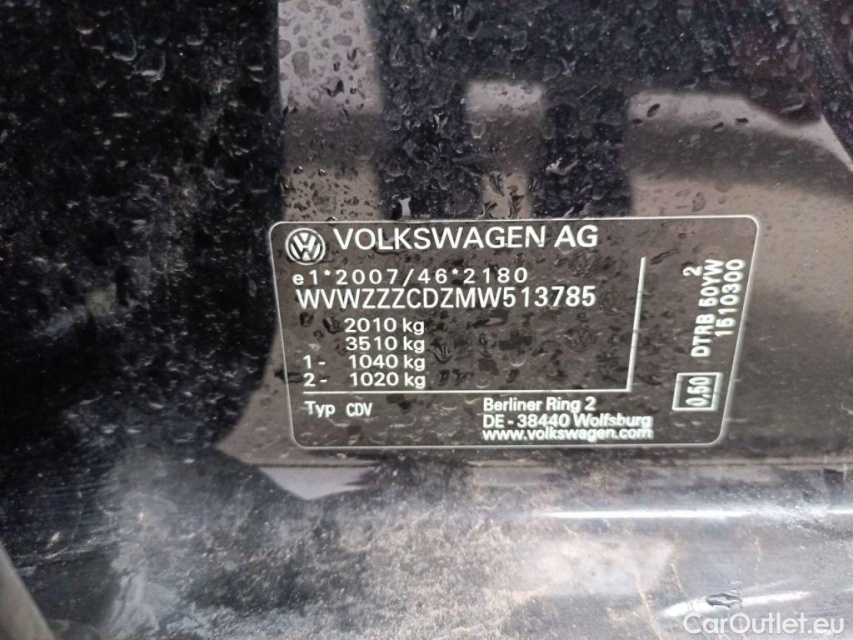 VOLKSWAGEN AG
e1*2007/46*2180
WVWZZZCDZMW513785
2010 kg
3510 kg
1- 1040 kg
2- 1020 kg
Typ CDV
Berliner Ring 2
DE-38440 Wolfsburg
www.volkswagen.com
2
DTRB 60YW
1510300
0,50
CarOutlet.eu